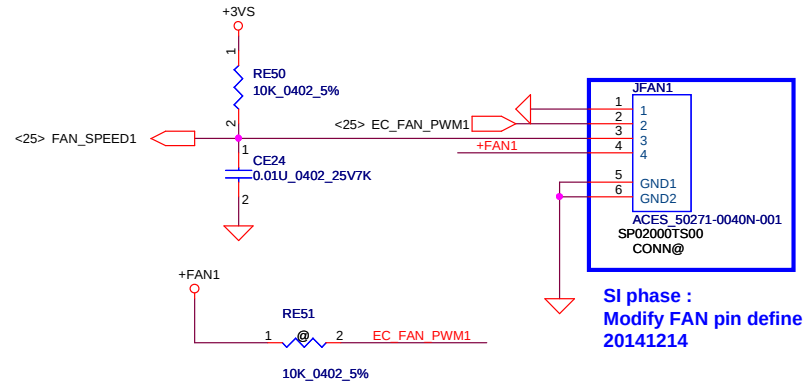 +3VS
1
RE50
10K_0402_5%
2
<25> FAN_SPEED1
1
CE24
0.01U_0402_25V7K
2
<25> EC_FAN_PWM1
+FAN1
JFAN1
1 1
2 2
3 3
4 4
5 GND1
6 GND2
ACES_50271-0040N-001
SP02000TS00
CONN@
SI phase :
Modify FAN pin define
20141214
+FAN1
RE51
1 @ 2 EC_FAN_PWM1
10K_0402_5%